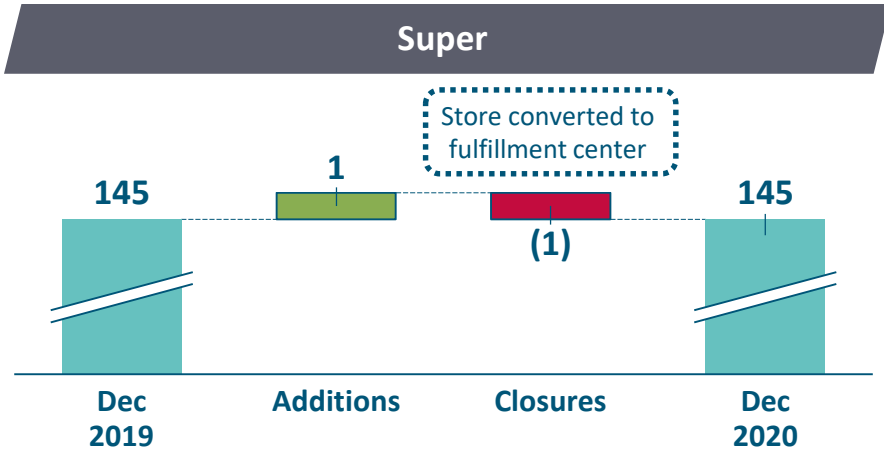 Super
Store converted to
fulfillment center
145
1
(1)
145
Dec
2019
Additions
Closures
Dec
2020